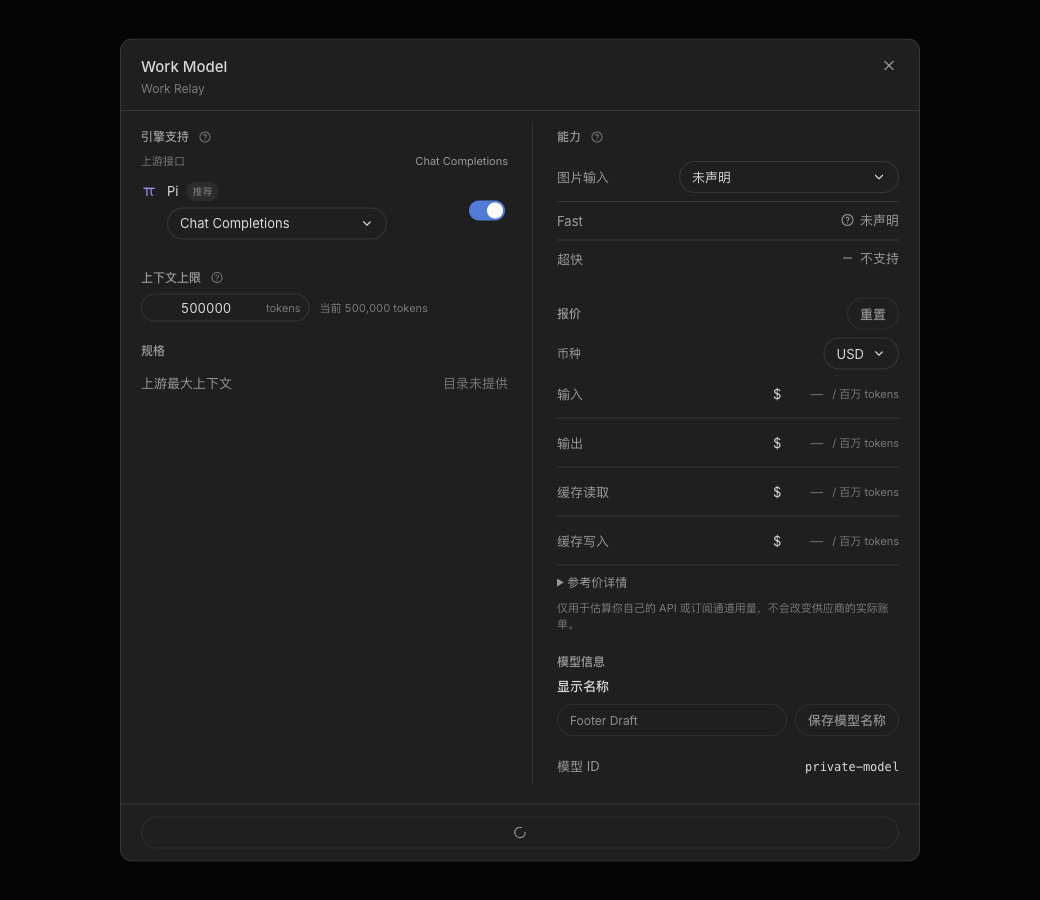 Work Model
Work Relay
引擎支持
上游接口 Chat Completions
Pi 推荐
Chat Completions
上下文上限
500000 tokens 当前 500,000 tokens
规格
上游最大上下文 目录未提供
能力
图片输入 未声明
Fast 未声明
超快 — 不支持
报价 重置
币种 USD
输入 $ — / 百万 tokens
输出 $ — / 百万 tokens
缓存读取 $ — / 百万 tokens
缓存写入 $ — / 百万 tokens
参考价详情
仅用于估算你自己的 API 或订阅通道用量，不会改变供应商的实际账
单。
模型信息
显示名称
Footer Draft 保存模型名称
模型 ID private-model